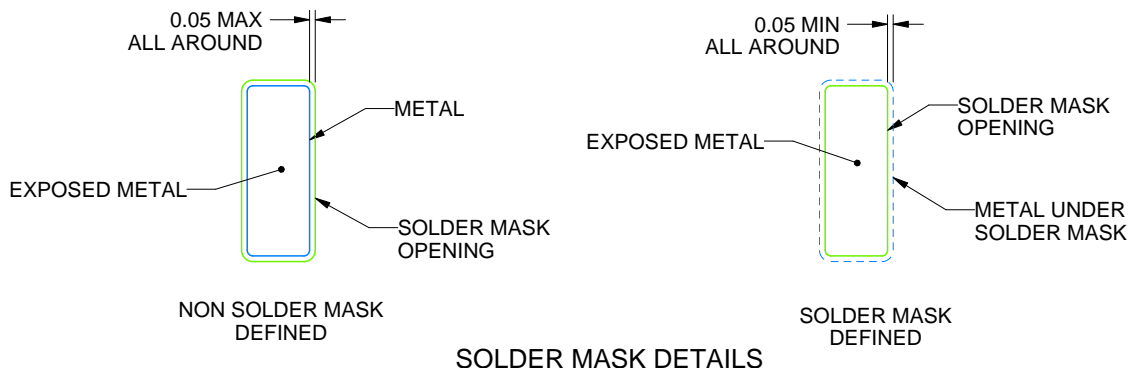 0.05 MAX
ALL AROUND
METAL
EXPOSED METAL
SOLDER MASK
OPENING
NON SOLDER MASK
DEFINED
0.05 MIN
ALL AROUND
SOLDER MASK
OPENING
EXPOSED METAL
METAL UNDER
SOLDER MASK
SOLDER MASK
DEFINED
SOLDER MASK DETAILS